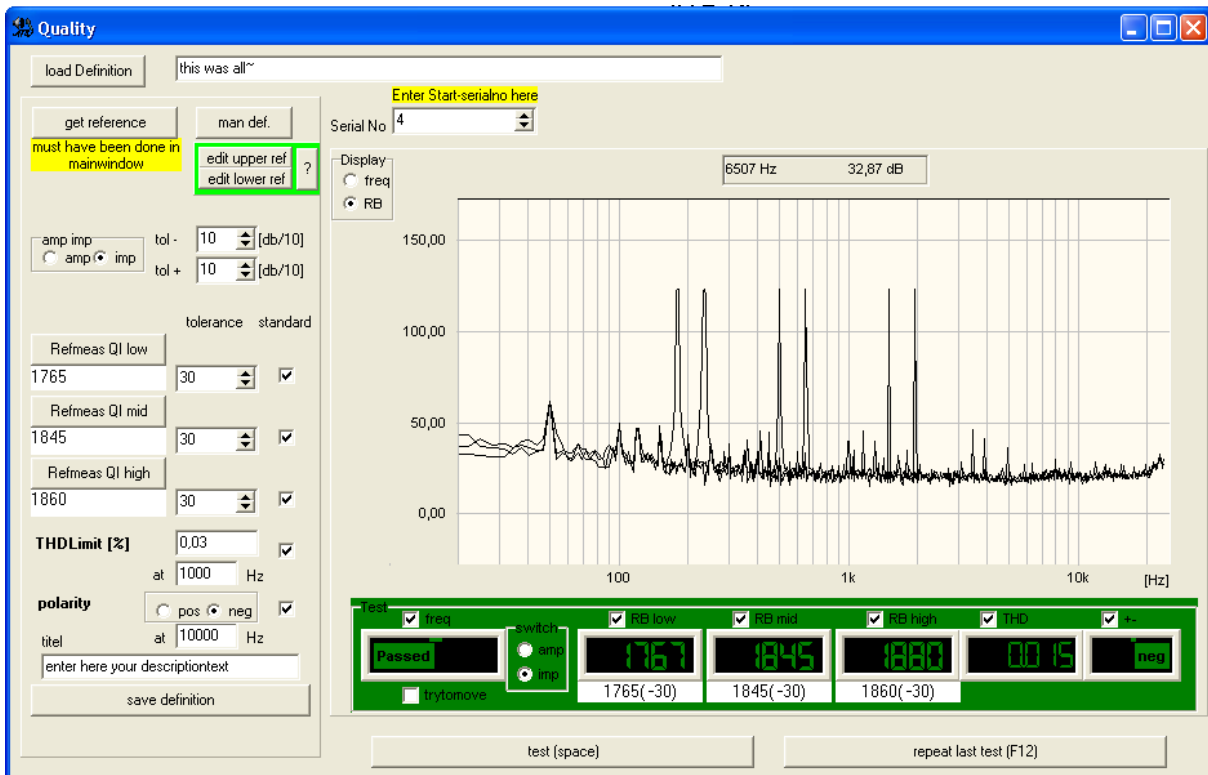 Quality
load Definition
this was all~
Enter Start-serialno here
get reference
man def.
Serial No 4
must have been done in
mainwindow
edit upper ref
edit lower ref
?
Display
freq
RB
6507 Hz 32,87 dB
amp imp
amp imp
tol - 10 [db/10]
tol + 10 [db/10]
tolerance standard
Refmeas QI low
1765 30
Refmeas QI mid
1845 30
Refmeas QI high
1860 30
THDLimit [%] 0,03
at 1000 Hz
polarity
pos neg
titel
at 10000 Hz
enter here your descriptiontext
save definition
150,00
100,00
50,00
0,00
100 1k 10k [Hz]
Test
freq
switch
RB low
RB mid
RB high
THD
+-
Passed
amp
imp
1767
1845
1880
0.015
neg
trytomove
1765(-30)
1845(-30)
1860(-30)
test (space)
repeat last test (F12)